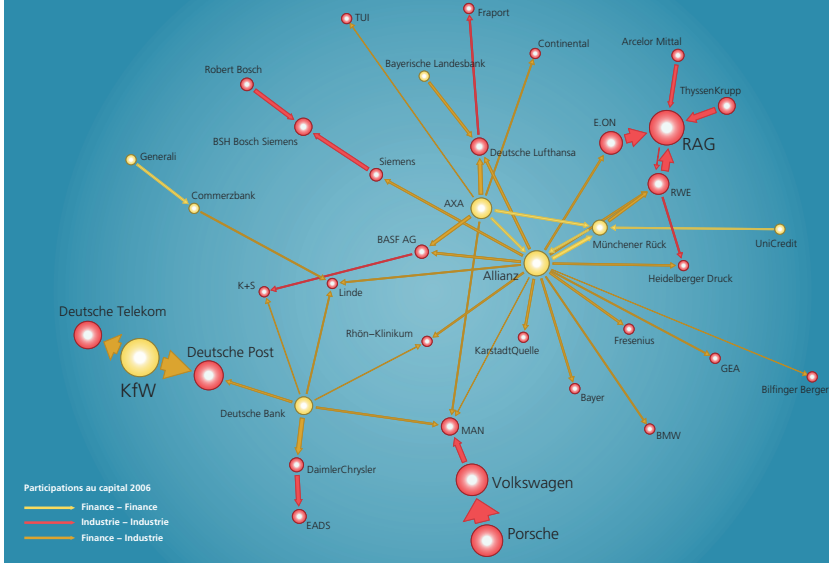 TUI
Fraport
Continental
Arcelor Mittal
Bayerische Landesbank
Robert Bosch
ThyssenKrupp
E.ON
RAG
BSH Bosch Siemens
Deutsche Lufthansa
Generali
Siemens
Commerzbank
AXA
RWE
BASF AG
Münchener Rück
UniCredit
Allianz
Heidelberger Druck
K+S
Linde
Deutsche Telekom
Rhön-Klinikum
KarstadtQuelle
Fresenius
Deutsche Post
KfW
GEA
Bilfinger Berger
Bayer
Deutsche Bank
MAN
BMW
DaimlerChrysler
Volkswagen
Participations au capital 2006
Finance – Finance
Industrie – Industrie
Finance – Industrie
EADS
Porsche